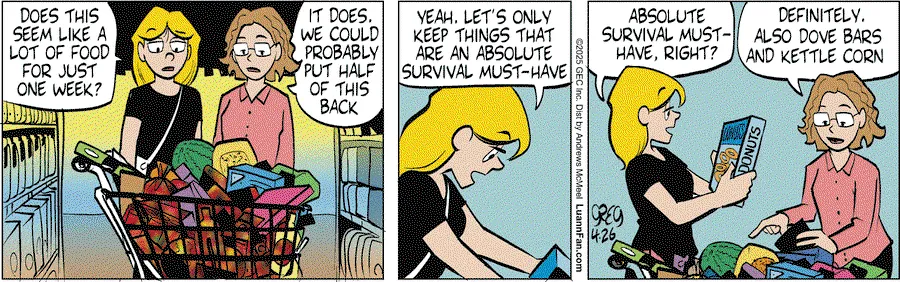 DOES THIS
SEEM LIKE A
LOT OF FOOD
FOR JUST
ONE WEEK?
IT DOES.
WE COULD
PROBABLY
PUT HALF
OF THIS
BACK
YEAH. LET'S ONLY
KEEP THINGS THAT
ARE AN ABSOLUTE
SURVIVAL MUST-HAVE
©2025 GEC Inc. Dist by Andrews McMeel LuannFan.com
ABSOLUTE
SURVIVAL MUST-
HAVE, RIGHT?
DONUTS
DEFINITELY.
ALSO DOVE BARS
AND KETTLE CORN
GREG
4.26